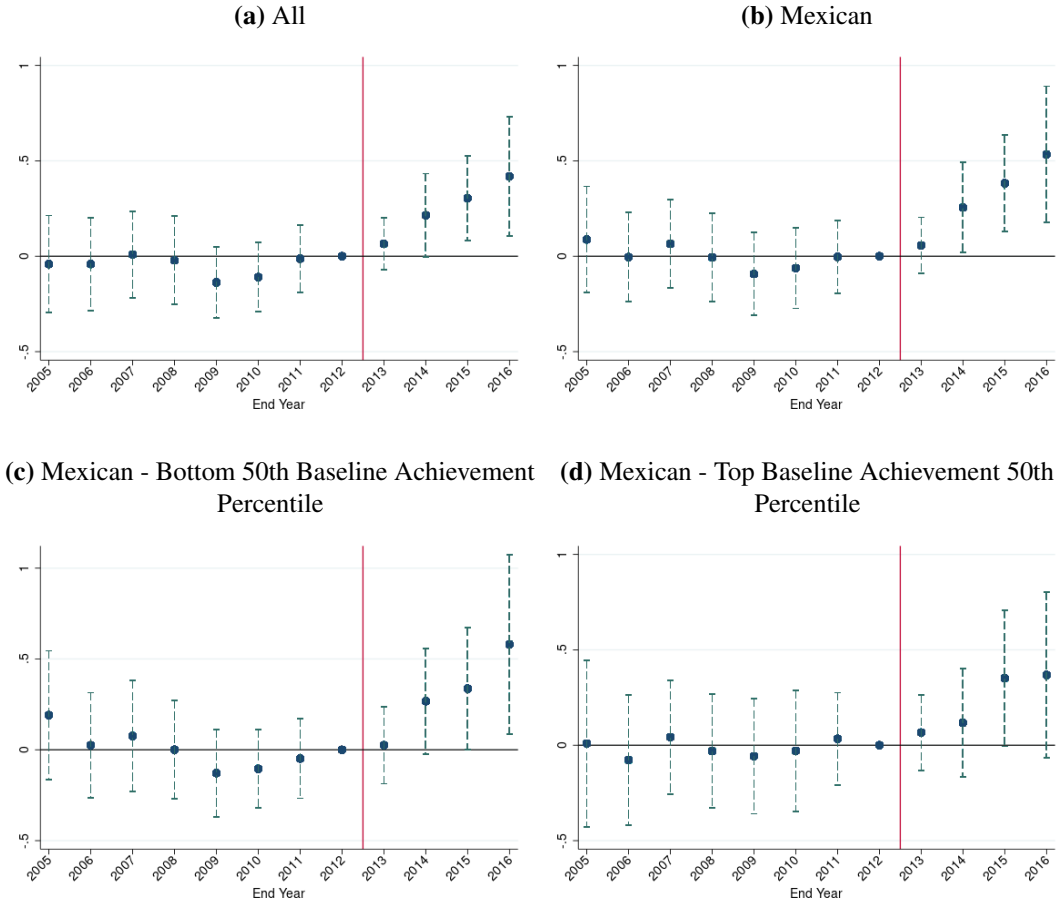 (a) All
1
.5
0
-.5
2005 2006 2007 2008 2009 2010 2011 2012 2013 2014 2015 2016
End Year
(b) Mexican
1
.5
0
-.5
2005 2006 2007 2008 2009 2010 2011 2012 2013 2014 2015 2016
End Year
(c) Mexican - Bottom 50th Baseline Achievement
Percentile
1
.5
0
-.5
2005 2006 2007 2008 2009 2010 2011 2012 2013 2014 2015 2016
End Year
(d) Mexican - Top Baseline Achievement 50th
Percentile
1
.5
0
-.5
2005 2006 2007 2008 2009 2010 2011 2012 2013 2014 2015 2016
End Year